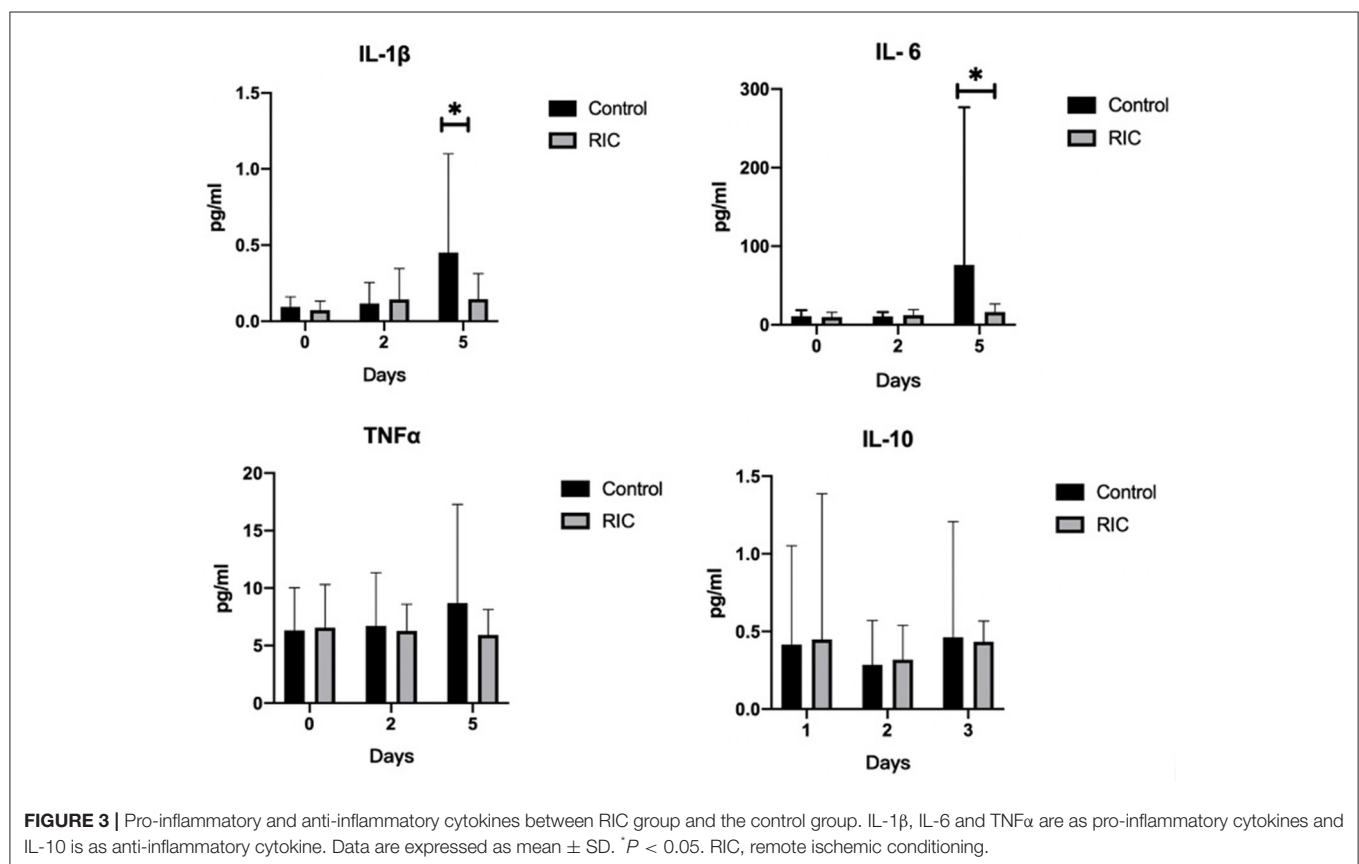 IL-1β
1.5
1.0
0.5
0.0
pg/ml
*
Control
RIC
0 2 5
Days
IL- 6
300
200
100
0
pg/ml
*
Control
RIC
0 2 5
Days
TNFα
20
15
10
5
0
pg/ml
Control
RIC
0 2 5
Days
IL-10
1.5
1.0
0.5
0.0
pg/ml
Control
RIC
1 2 3
Days
FIGURE 3 | Pro-inflammatory and anti-inflammatory cytokines between RIC group and the control group. IL-1β, IL-6 and TNFα are as pro-inflammatory cytokines and
IL-10 is as anti-inflammatory cytokine. Data are expressed as mean ± SD. *P < 0.05. RIC, remote ischemic conditioning.